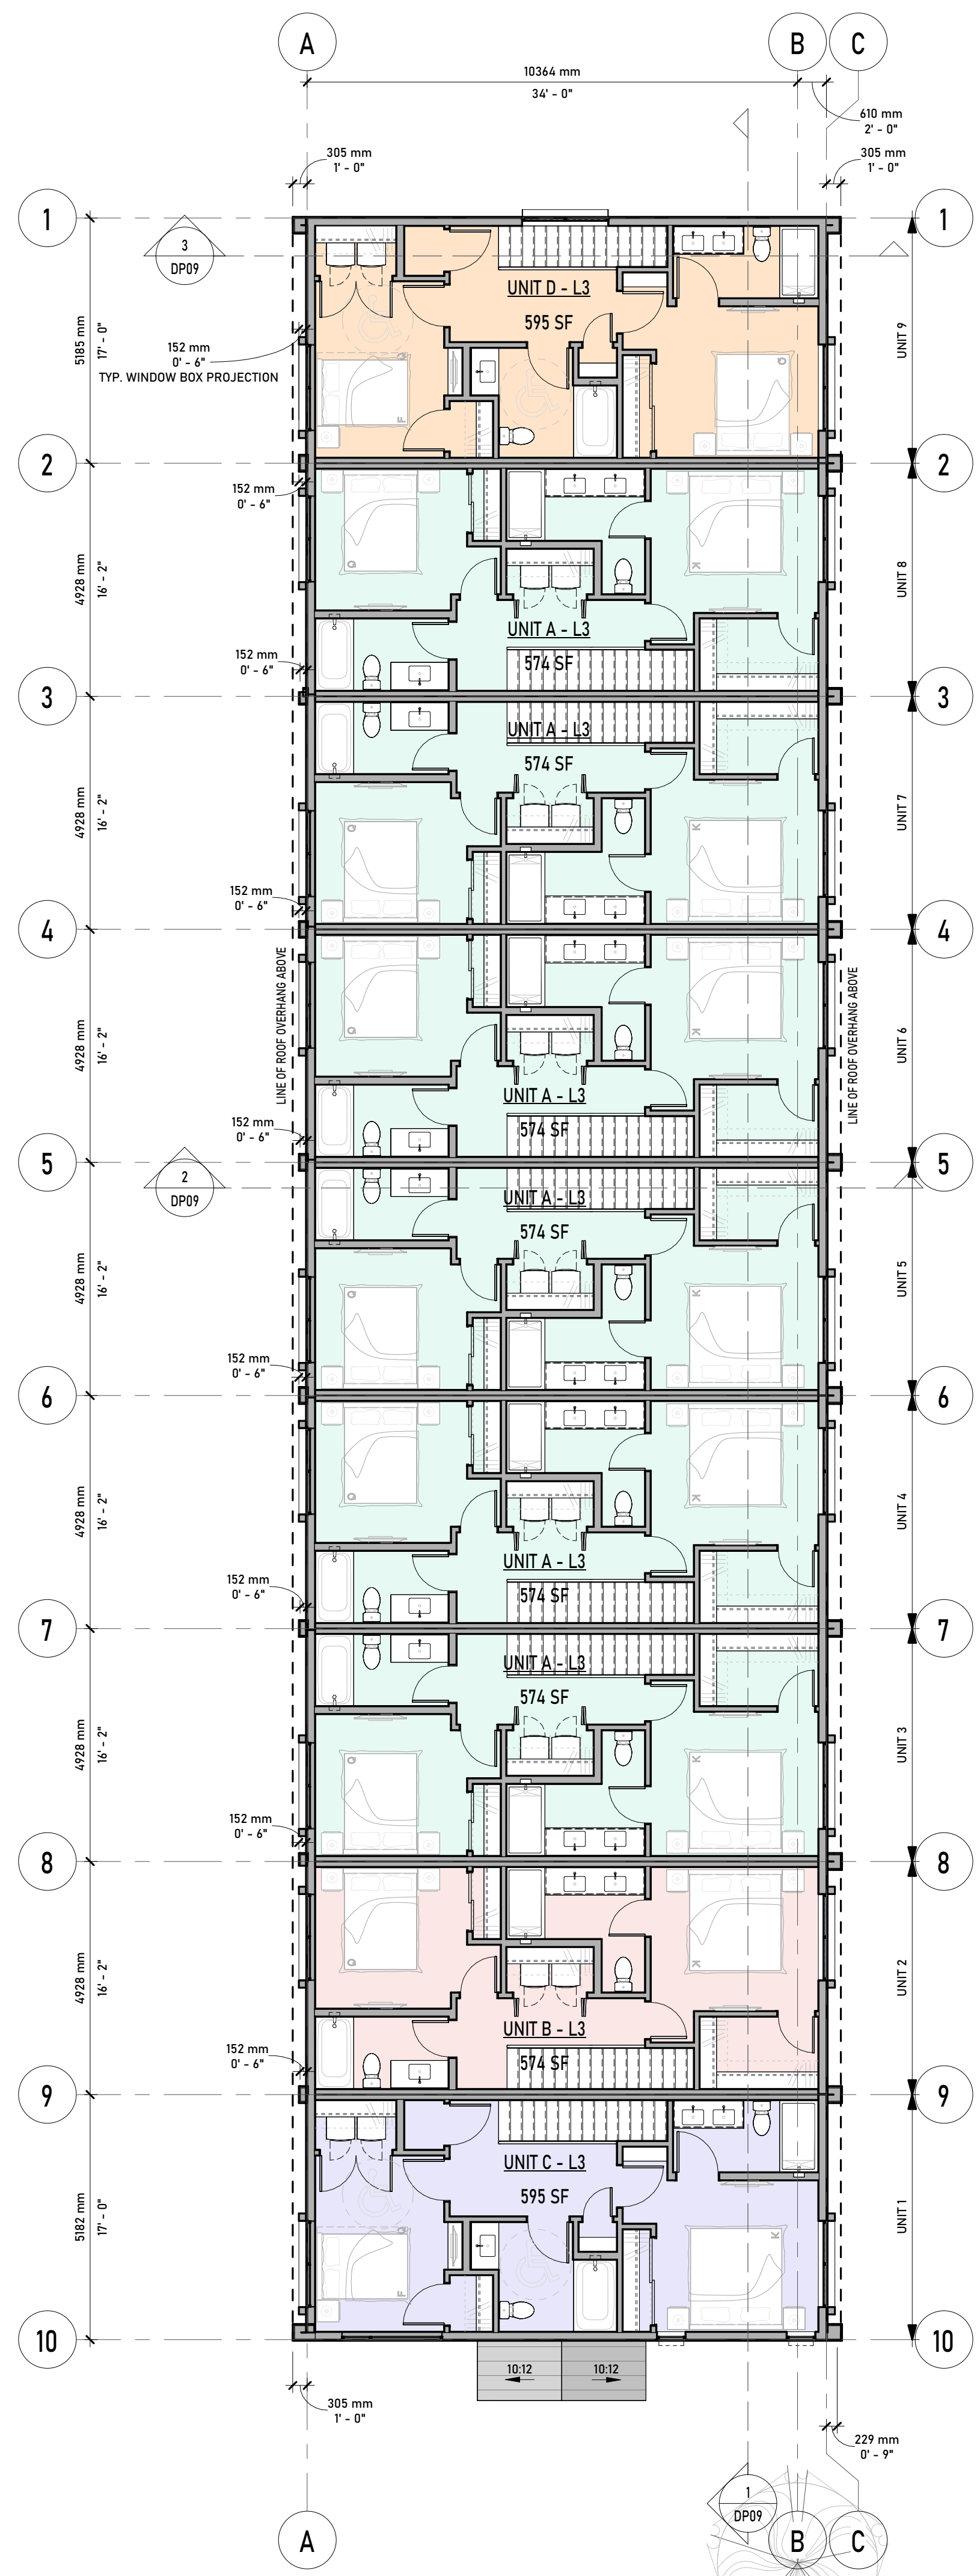 A
B
C
10364 mm
34' - 0"
610 mm
2' - 0"
305 mm
1' - 0"
305 mm
1' - 0"
1
1
3
DP09
UNIT D - L3
595 SF
5185 mm
17' - 0"
152 mm
0' - 6"
TYP. WINDOW BOX PROJECTION
UNIT 9
F
Q
2
2
152 mm
0' - 6"
Q
K
4928 mm
16' - 2"
UNIT 8
UNIT A - L3
574 SF
152 mm
0' - 6"
3
3
UNIT A - L3
574 SF
4928 mm
16' - 2"
UNIT 7
Q
K
152 mm
0' - 6"
4
4
LINE OF ROOF OVERHANG ABOVE
LINE OF ROOF OVERHANG ABOVE
Q
K
4928 mm
16' - 2"
UNIT 6
UNIT A - L3
574 SF
152 mm
0' - 6"
5
5
2
DP09
UNIT A - L3
574 SF
4928 mm
16' - 2"
UNIT 5
Q
K
152 mm
0' - 6"
6
6
Q
K
4928 mm
16' - 2"
UNIT 4
UNIT A - L3
574 SF
152 mm
0' - 6"
7
7
UNIT A - L3
574 SF
4928 mm
16' - 2"
UNIT 3
Q
K
152 mm
0' - 6"
8
8
Q
K
4928 mm
16' - 2"
UNIT 2
UNIT B - L3
574 SF
152 mm
0' - 6"
9
9
UNIT C - L3
595 SF
5182 mm
17' - 0"
UNIT 1
Q
K
F
10
10
10:12
10:12
305 mm
1' - 0"
229 mm
0' - 9"
1
DP09
A
B
C